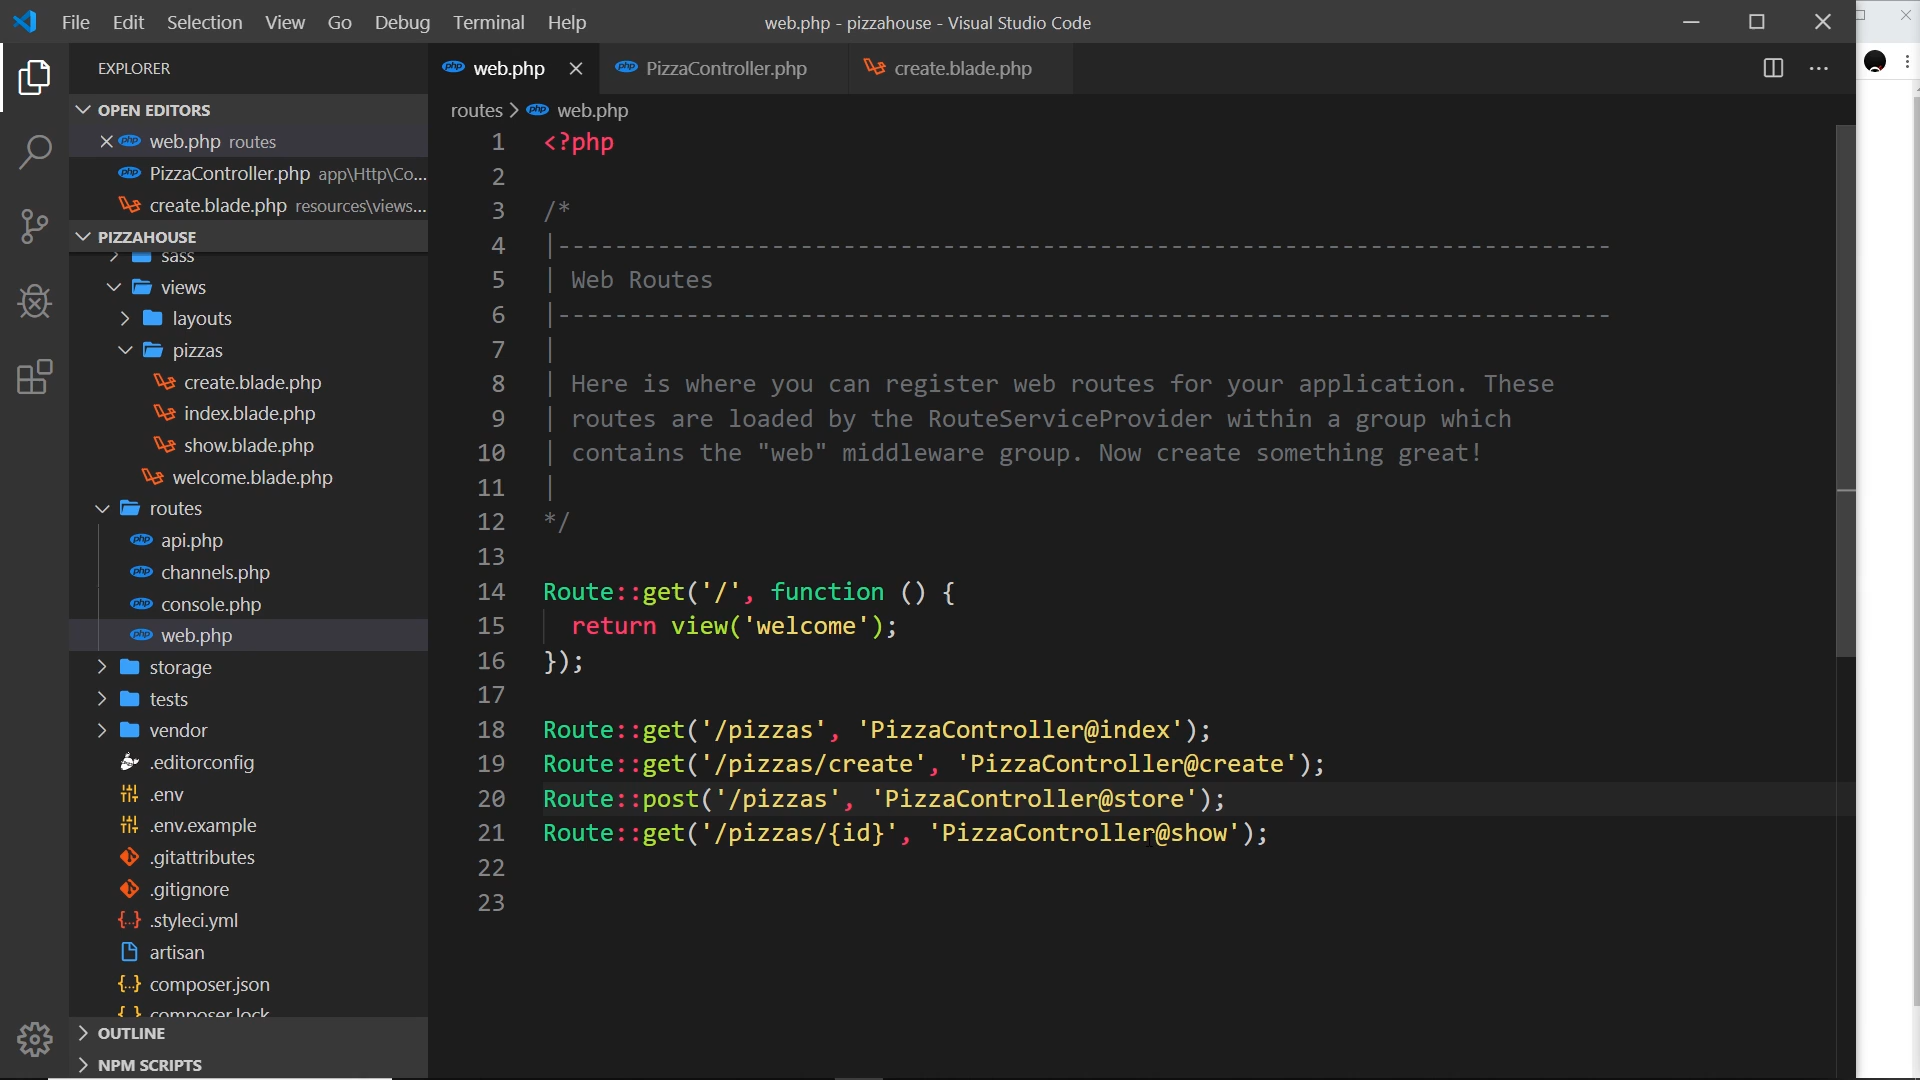 File Edit Selection View Go Debug Terminal Help
web.php - pizzahouse - Visual Studio Code
EXPLORER
OPEN EDITORS
web.php routes
PizzaController.php app\Http\Co...
create.blade.php resources\views...
PIZZAHOUSE
sass
views
layouts
pizzas
create.blade.php
index.blade.php
show.blade.php
welcome.blade.php
routes
api.php
channels.php
console.php
web.php
storage
tests
vendor
.editorconfig
.env
.env.example
.gitattributes
.gitignore
.styleci.yml
artisan
composer.json
composer.lock
OUTLINE
NPM SCRIPTS
web.php
PizzaController.php
create.blade.php
routes > web.php
1 <?php
2
3 /*
4 |--------------------------------------------------------------------------
5 | Web Routes
6 |--------------------------------------------------------------------------
7 |
8 | Here is where you can register web routes for your application. These
9 | routes are loaded by the RouteServiceProvider within a group which
10 | contains the "web" middleware group. Now create something great!
11 |
12 */
13
14 Route::get('/', function () {
15 return view('welcome');
16 });
17
18 Route::get('/pizzas', 'PizzaController@index');
19 Route::get('/pizzas/create', 'PizzaController@create');
20 Route::post('/pizzas', 'PizzaController@store');
21 Route::get('/pizzas/{id}', 'PizzaController@show');
22
23